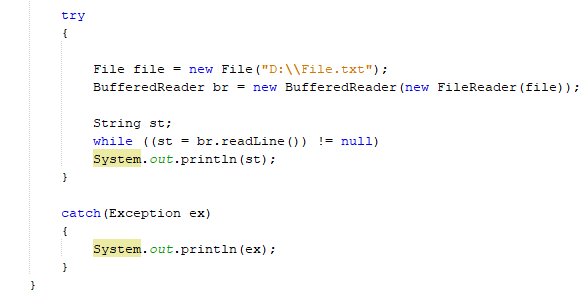 try
{
File file = new File("D:\\File.txt");
BufferedReader br = new BufferedReader(new FileReader(file));
String st;
while ((st = br.readLine()) != null)
System.out.println(st);
}
catch(Exception ex)
{
System.out.println(ex);
}
}